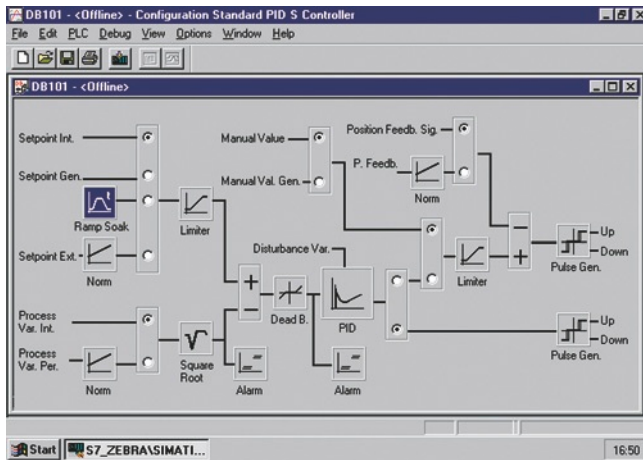 DB101 - <Offline> - Configuration Standard PID S Controller
File Edit PLC Debug View Options Window Help
DB101 - <Offline>
Setpoint Int.
Setpoint Gen.
Ramp Soak
Setpoint Ext.
Norm
Limiter
Manual Value
Manual Val. Gen.
Position Feedb. Sig.
P. Feedb.
Norm
Disturbance Var.
Limiter
Up
Down
Pulse Gen.
Process
Var. Int.
Process
Var. Per.
Norm
Square
Root
Alarm
Dead B.
PID
Alarm
Up
Down
Pulse Gen.
Start
S7_ZEBRA\SIMATI...
16:50